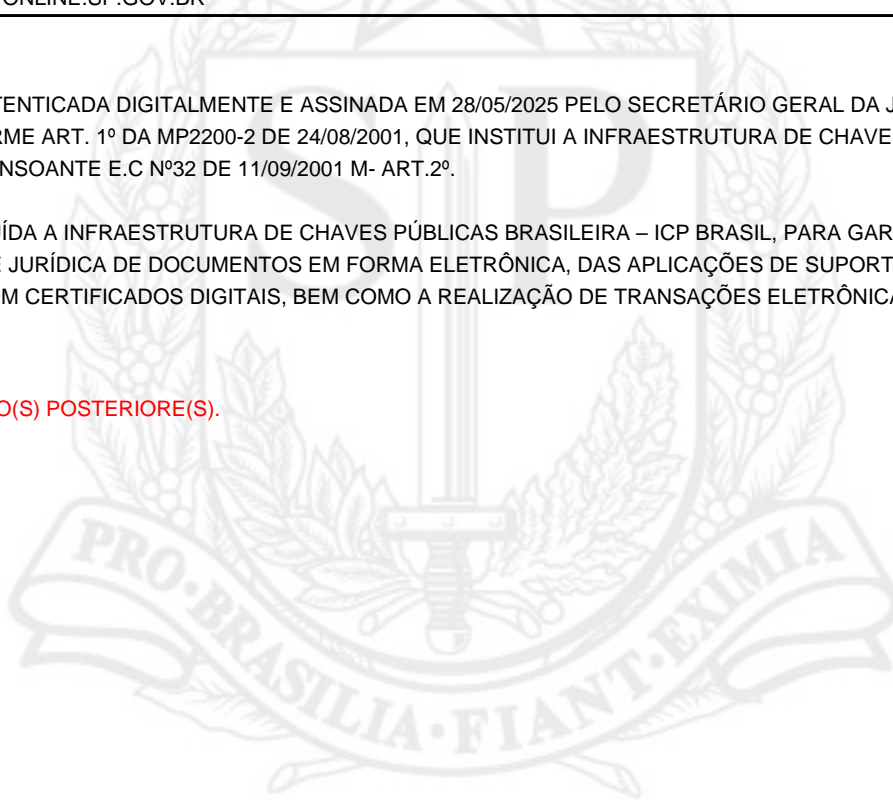 ONLINE.SP.GOV.BR
TENTICADA DIGITALMENTE E ASSINADA EM 28/05/2025 PELO SECRETÁRIO GERAL DA J
RME ART. 1º DA MP2200-2 DE 24/08/2001, QUE INSTITUI A INFRAESTRUTURA DE CHAVE
NSOANTE E.C Nº32 DE 11/09/2001 M- ART.2º.
UÍDA A INFRAESTRUTURA DE CHAVES PÚBLICAS BRASILEIRA – ICP BRASIL, PARA GAR
E JURÍDICA DE DOCUMENTOS EM FORMA ELETRÔNICA, DAS APLICAÇÕES DE SUPORT
M CERTIFICADOS DIGITAIS, BEM COMO A REALIZAÇÃO DE TRANSAÇÕES ELETRÔNICA
O(S) POSTERIORE(S).
SP
PRO·BRASILIA·FIANT·EXIMIA